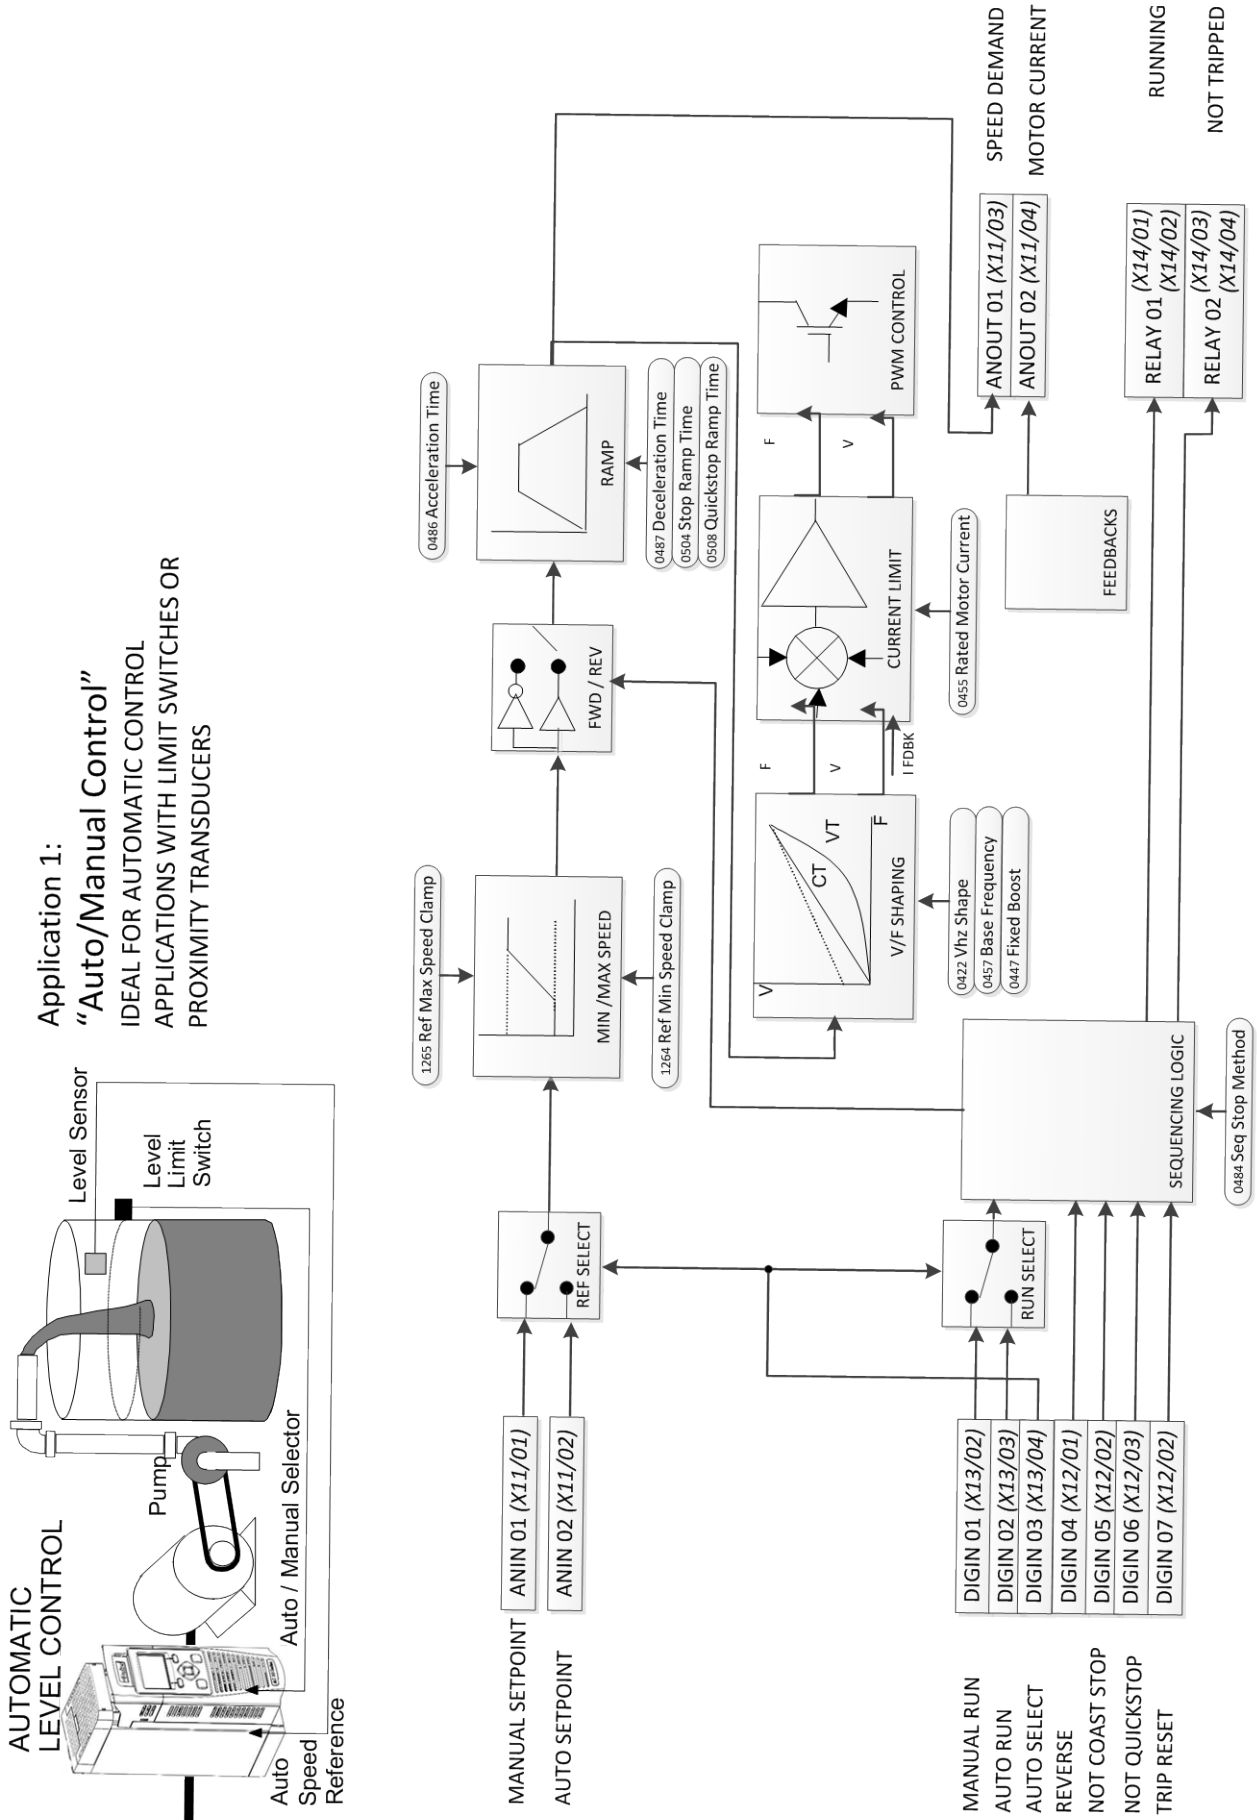 Application 1:
“Auto/Manual Control”
IDEAL FOR AUTOMATIC CONTROL
APPLICATIONS WITH LIMIT SWITCHES OR
PROXIMITY TRANSDUCERS
AUTOMATIC
LEVEL CONTROL
Level Sensor
Level
Limit
Switch
Pump
Auto / Manual Selector
Auto
Speed
Reference
MANUAL SETPOINT
ANIN 01 (X11/01)
AUTO SETPOINT
ANIN 02 (X11/02)
REF SELECT
1265 Ref Max Speed Clamp
MIN /MAX SPEED
1264 Ref Min Speed Clamp
FWD / REV
0486 Acceleration Time
RAMP
0487 Deceleration Time
0504 Stop Ramp Time
0508 Quickstop Ramp Time
V
CT
VT
F
V/F SHAPING
0422 Vhz Shape
0457 Base Frequency
0447 Fixed Boost
F
V
I FDBK
CURRENT LIMIT
0455 Rated Motor Current
F
V
PWM CONTROL
MANUAL RUN
DIGIN 01 (X13/02)
AUTO RUN
DIGIN 02 (X13/03)
AUTO SELECT
DIGIN 03 (X13/04)
REVERSE
DIGIN 04 (X12/01)
NOT COAST STOP
DIGIN 05 (X12/02)
NOT QUICKSTOP
DIGIN 06 (X12/03)
TRIP RESET
DIGIN 07 (X12/02)
RUN SELECT
SEQUENCING LOGIC
0484 Seq Stop Method
FEEDBACKS
ANOUT 01 (X11/03)
SPEED DEMAND
ANOUT 02 (X11/04)
MOTOR CURRENT
RELAY 01 (X14/01)
(X14/02)
RUNNING
RELAY 02 (X14/03)
(X14/04)
NOT TRIPPED